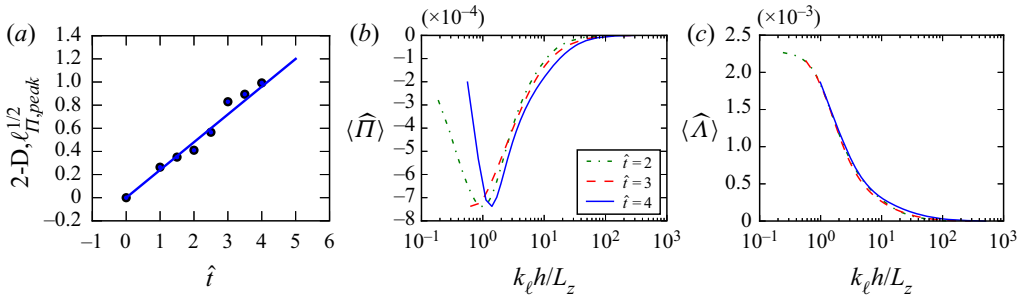 (a)
1.4
1.2
1.0
0.8
0.6
0.4
0.2
0
−0.2
−1 0 1 2 3 4 5 6
2-D, ℓ^{1/2}_{Π,peak}
t̂
(b)
(×10⁻⁴)
0
−1
−2
−3
−4
−5
−6
−7
−8
10⁻¹ 10⁰ 10¹ 10² 10³
⟨Π̂⟩
k_ℓ h/L_z
t̂ = 2
t̂ = 3
t̂ = 4
(c)
(×10⁻³)
2.5
2.0
1.5
1.0
0.5
0
10⁻¹ 10⁰ 10¹ 10² 10³
⟨Λ̂⟩
k_ℓ h/L_z